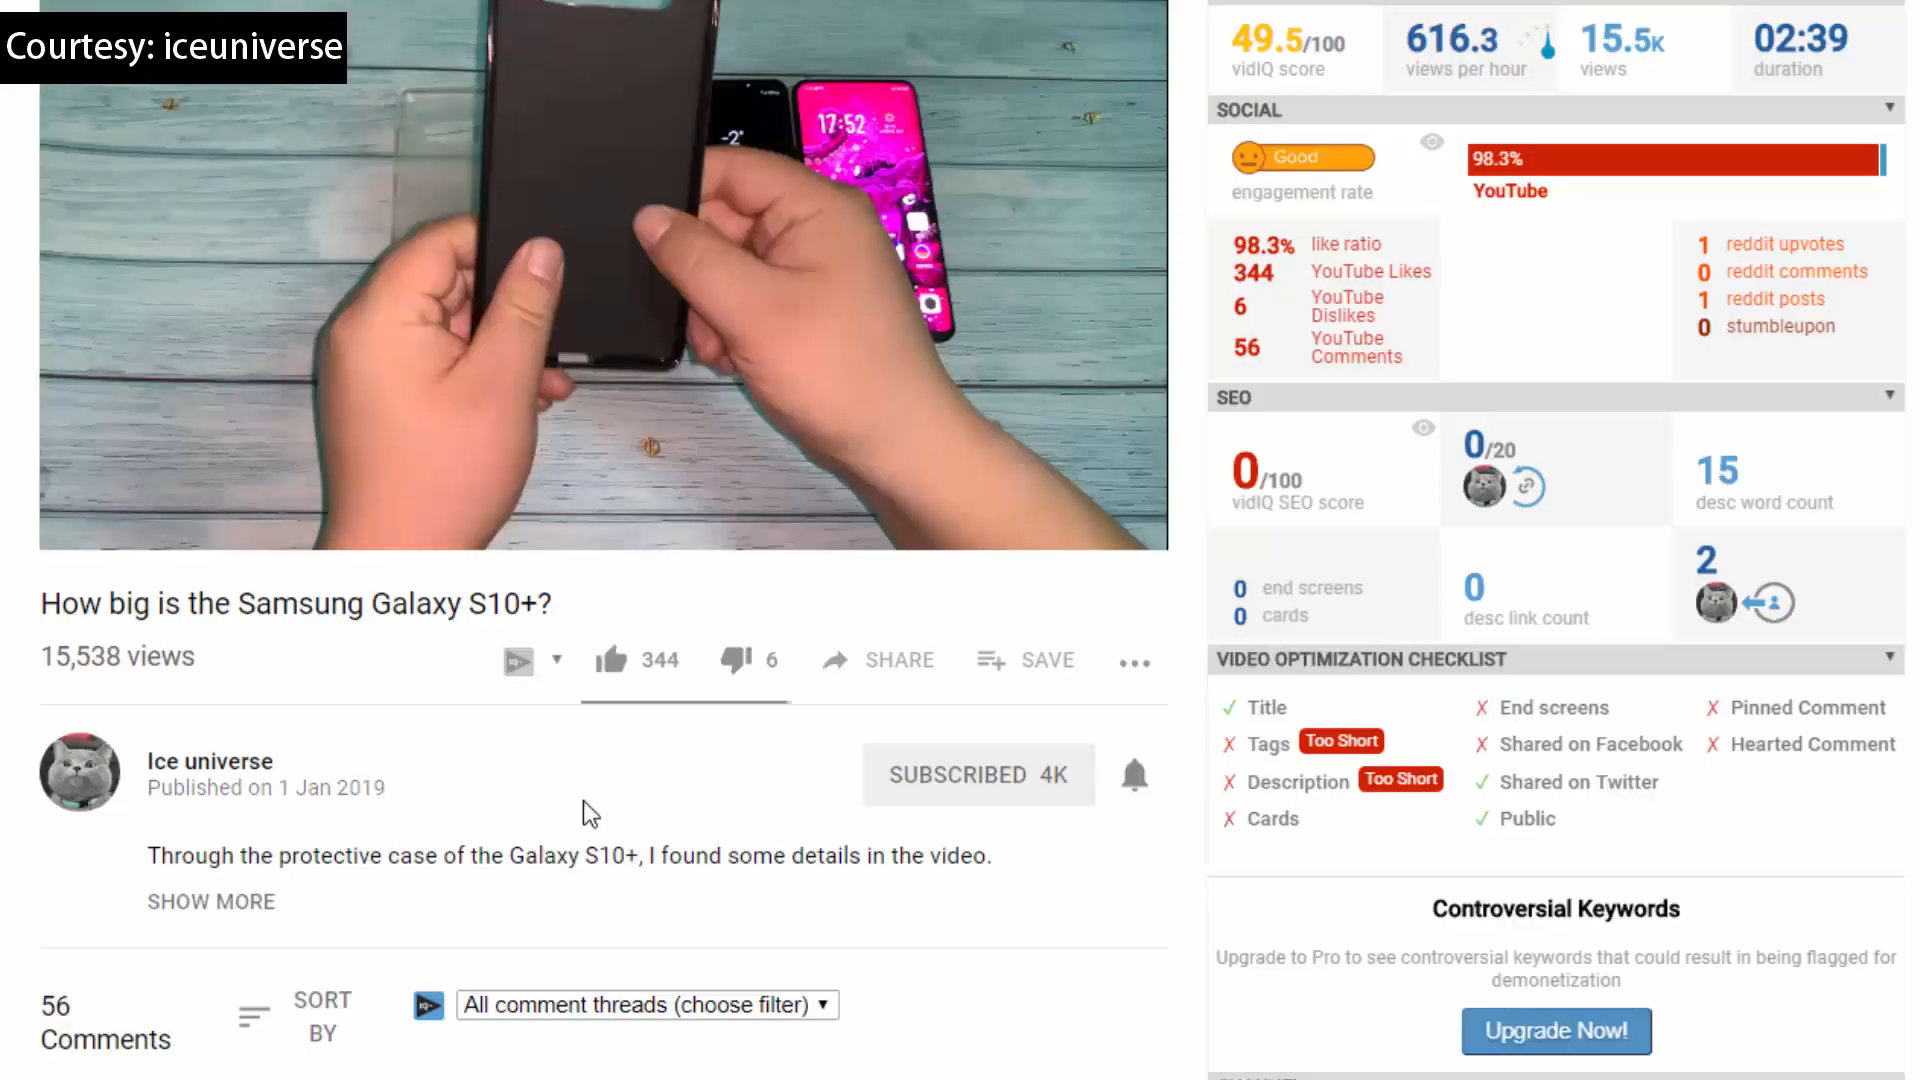 Courtesy: iceuniverse
-2°
17:52
How big is the Samsung Galaxy S10+?
15,538 views
344
6
SHARE
SAVE
Ice universe
Published on 1 Jan 2019
SUBSCRIBED 4K
Through the protective case of the Galaxy S10+, I found some details in the video.
SHOW MORE
56
Comments
SORT
BY
IQ
All comment threads (choose filter)
49.5/100
vidIQ score
616.3
views per hour
15.5K
views
02:39
duration
SOCIAL
Good
engagement rate
98.3%
YouTube
98.3% like ratio
344 YouTube Likes
6 YouTube
Dislikes
56 YouTube
Comments
1 reddit upvotes
0 reddit comments
1 reddit posts
0 stumbleupon
SEO
0/100
vidIQ SEO score
0/20
15
desc word count
0 end screens
0 cards
0
desc link count
2
VIDEO OPTIMIZATION CHECKLIST
✓ Title
X Tags Too Short
X Description Too Short
X Cards
X End screens
X Shared on Facebook
✓ Shared on Twitter
✓ Public
X Pinned Comment
X Hearted Comment
Controversial Keywords
Upgrade to Pro to see controversial keywords that could result in being flagged for
demonetization
Upgrade Now!